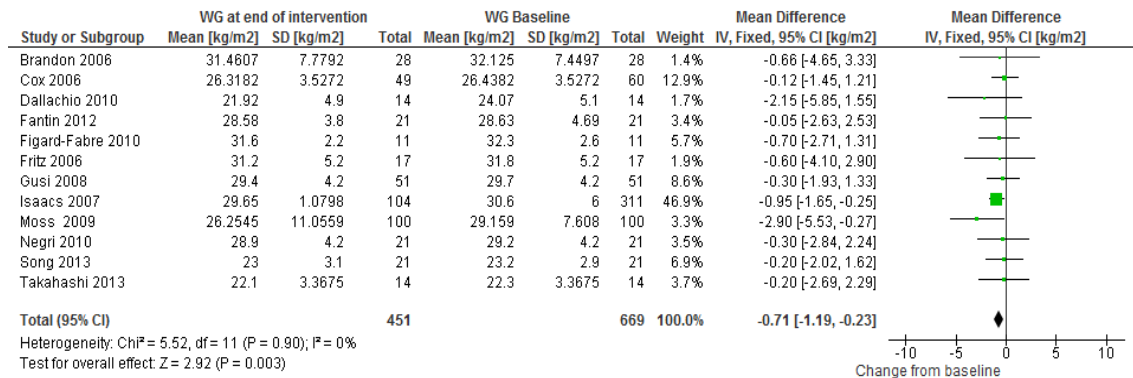 WG at end of intervention WG Baseline Mean Difference Mean Difference
Study or Subgroup Mean [kg/m2] SD [kg/m2] Total Mean [kg/m2] SD [kg/m2] Total Weight IV, Fixed, 95% CI [kg/m2] IV, Fixed, 95% CI [kg/m2]
Brandon 2006 31.4607 7.7792 28 32.125 7.4497 28 1.4% -0.66 [-4.65, 3.33]
Cox 2006 26.3182 3.5272 49 26.4382 3.5272 60 12.9% -0.12 [-1.45, 1.21]
Dallachio 2010 21.92 4.9 14 24.07 5.1 14 1.7% -2.15 [-5.85, 1.55]
Fantin 2012 28.58 3.8 21 28.63 4.69 21 3.4% -0.05 [-2.63, 2.53]
Figard-Fabre 2010 31.6 2.2 11 32.3 2.6 11 5.7% -0.70 [-2.71, 1.31]
Fritz 2006 31.2 5.2 17 31.8 5.2 17 1.9% -0.60 [-4.10, 2.90]
Gusi 2008 29.4 4.2 51 29.7 4.2 51 8.6% -0.30 [-1.93, 1.33]
Isaacs 2007 29.65 1.0798 104 30.6 6 311 46.9% -0.95 [-1.65, -0.25]
Moss 2009 26.2545 11.0559 100 29.159 7.608 100 3.3% -2.90 [-5.53, -0.27]
Negri 2010 28.9 4.2 21 29.2 4.2 21 3.5% -0.30 [-2.84, 2.24]
Song 2013 23 3.1 21 23.2 2.9 21 6.9% -0.20 [-2.02, 1.62]
Takahashi 2013 22.1 3.3675 14 22.3 3.3675 14 3.7% -0.20 [-2.69, 2.29]
Total (95% CI) 451 669 100.0% -0.71 [-1.19, -0.23]
Heterogeneity: Chi² = 5.52, df = 11 (P = 0.90); I² = 0%
Test for overall effect: Z = 2.92 (P = 0.003)
-10 -5 0 5 10
Change from baseline